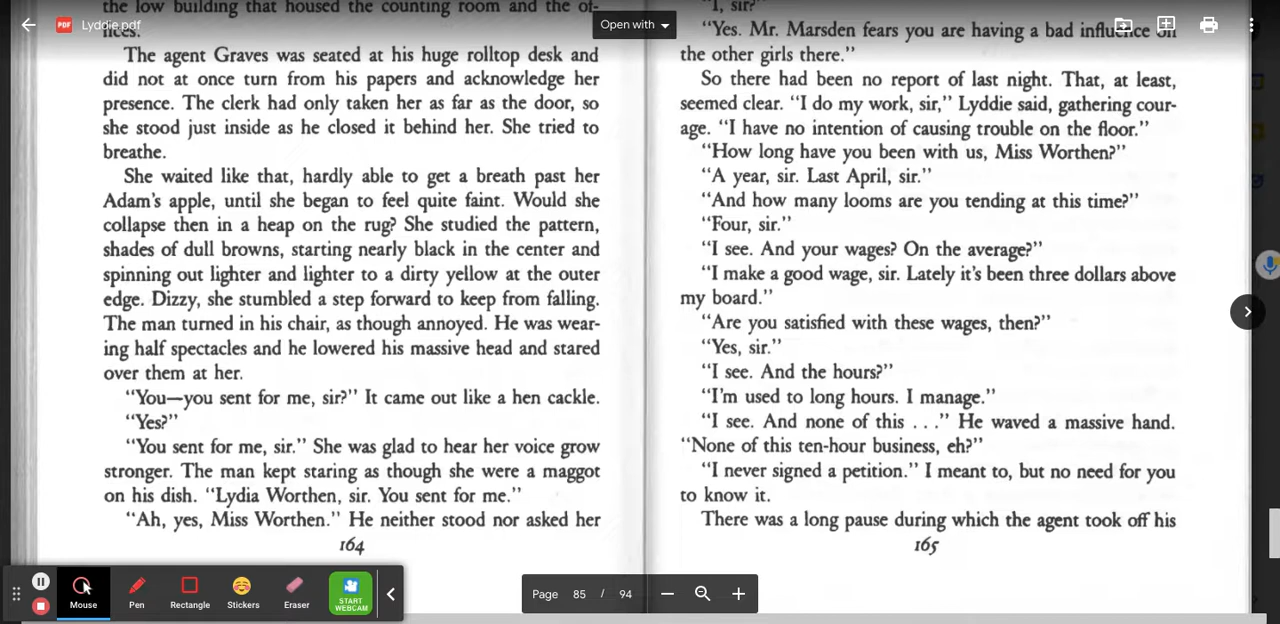 the low building that housed the counting room and the of-
fices.
Lyddie.pdf
PDF
Open with
The agent Graves was seated at his huge rolltop desk and
did not at once turn from his papers and acknowledge her
presence. The clerk had only taken her as far as the door, so
she stood just inside as he closed it behind her. She tried to
breathe.
She waited like that, hardly able to get a breath past her
Adam’s apple, until she began to feel quite faint. Would she
collapse then in a heap on the rug? She studied the pattern,
shades of dull browns, starting nearly black in the center and
spinning out lighter and lighter to a dirty yellow at the outer
edge. Dizzy, she stumbled a step forward to keep from falling.
The man turned in his chair, as though annoyed. He was wear-
ing half spectacles and he lowered his massive head and stared
over them at her.
“You—you sent for me, sir?” It came out like a hen cackle.
“Yes?”
“You sent for me, sir.” She was glad to hear her voice grow
stronger. The man kept staring as though she were a maggot
on his dish. “Lydia Worthen, sir. You sent for me.”
“Ah, yes, Miss Worthen.” He neither stood nor asked her
164
“I, sir?”
“Yes. Mr. Marsden fears you are having a bad influence on
the other girls there.”
So there had been no report of last night. That, at least,
seemed clear. “I do my work, sir,” Lyddie said, gathering cour-
age. “I have no intention of causing trouble on the floor.”
“How long have you been with us, Miss Worthen?”
“A year, sir. Last April, sir.”
“And how many looms are you tending at this time?”
“Four, sir.”
“I see. And your wages? On the average?”
“I make a good wage, sir. Lately it’s been three dollars above
my board.”
“Are you satisfied with these wages, then?”
“Yes, sir.”
“I see. And the hours?”
“I’m used to long hours. I manage.”
“I see. And none of this . . .” He waved a massive hand.
“None of this ten-hour business, eh?”
“I never signed a petition.” I meant to, but no need for you
to know it.
There was a long pause during which the agent took off his
165
Mouse
Pen
Rectangle
Stickers
Eraser
START
WEBCAM
Page 85 / 94